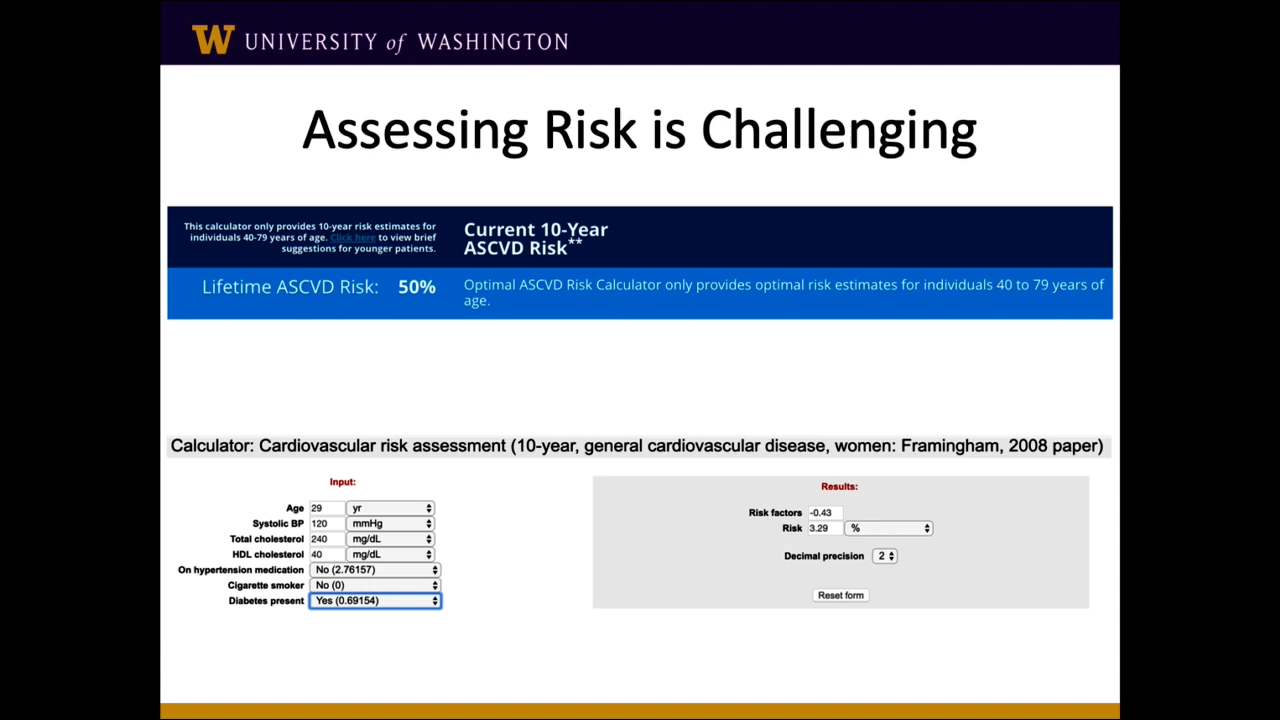 W UNIVERSITY of WASHINGTON
Assessing Risk is Challenging
This calculator only provides 10-year risk estimates for
individuals 40-79 years of age. Click here to view brief
suggestions for younger patients.
Current 10-Year
ASCVD Risk**
Lifetime ASCVD Risk: 50%
Optimal ASCVD Risk Calculator only provides optimal risk estimates for individuals 40 to 79 years of
age.
Calculator: Cardiovascular risk assessment (10-year, general cardiovascular disease, women: Framingham, 2008 paper)
Input:
Age 29 yr
Systolic BP 120 mmHg
Total cholesterol 240 mg/dL
HDL cholesterol 40 mg/dL
On hypertension medication No (2.76157)
Cigarette smoker No (0)
Diabetes present Yes (0.69154)
Results:
Risk factors -0.43
Risk 3.29 %
Decimal precision 2
Reset form